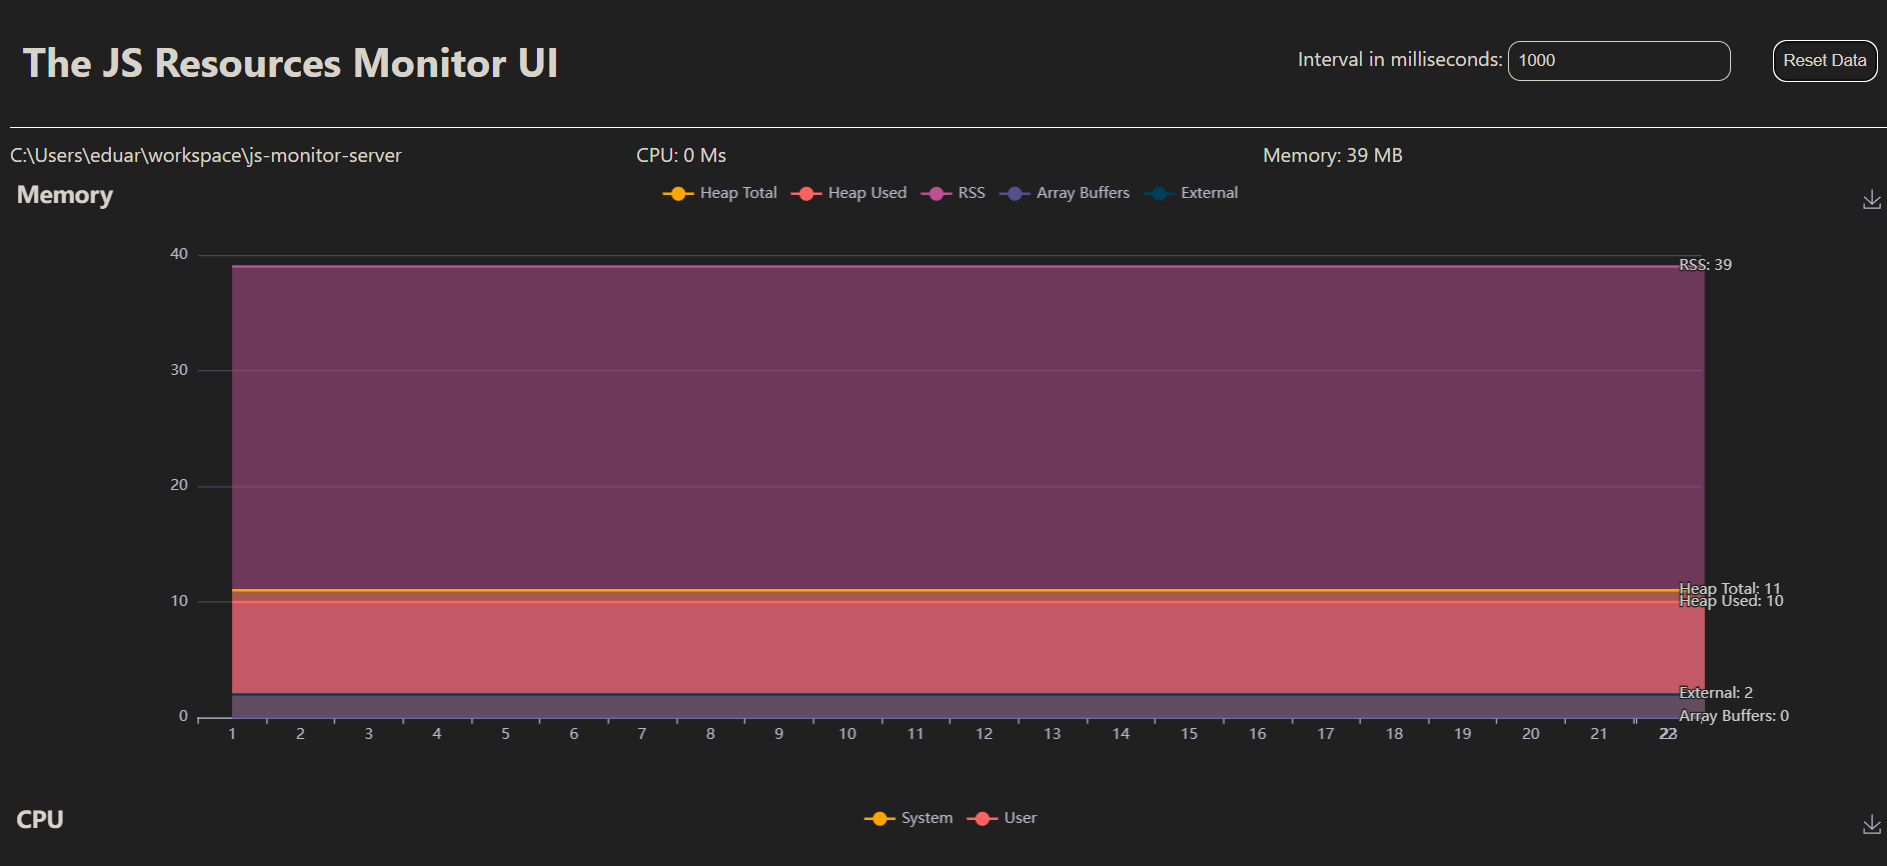 The JS Resources Monitor UI
Interval in milliseconds: 1000
Reset Data
C:\Users\eduar\workspace\js-monitor-server
CPU: 0 Ms
Memory: 39 MB
Memory
Heap Total Heap Used RSS Array Buffers External
40
RSS: 39
30
20
Heap Total: 11
10
Heap Used: 10
External: 2
0
Array Buffers: 0
1 2 3 4 5 6 7 8 9 10 11 12 13 14 15 16 17 18 19 20 21 22 23
CPU
System User